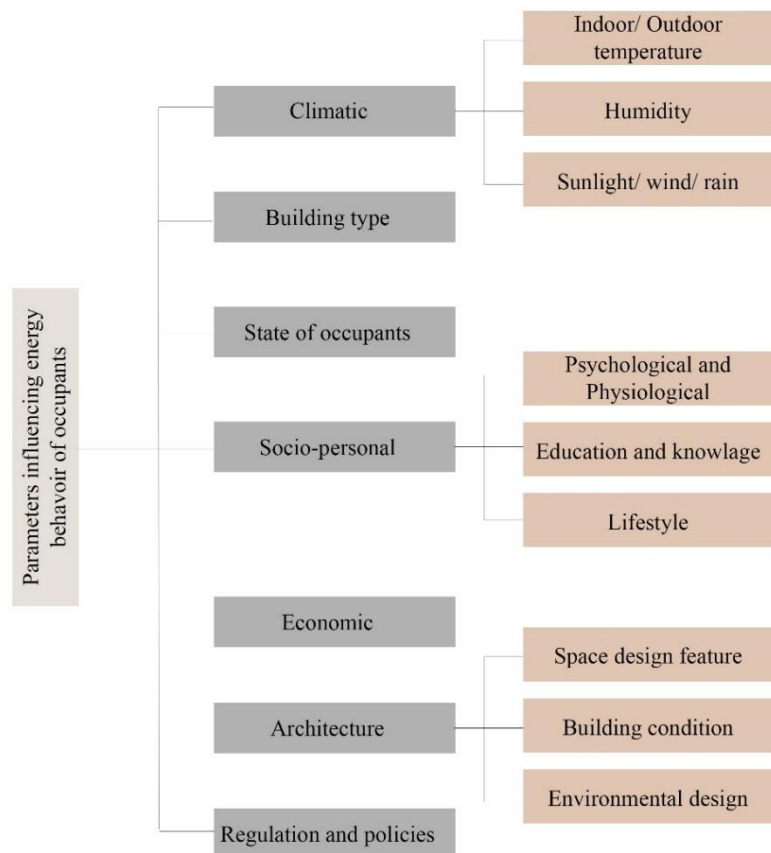 Parameters influencing energy
behavoir of occupants
Climatic
Indoor/ Outdoor
temperature
Humidity
Sunlight/ wind/ rain
Building type
State of occupants
Socio-personal
Psychological and
Physiological
Education and knowlage
Lifestyle
Economic
Architecture
Space design feature
Building condition
Environmental design
Regulation and policies